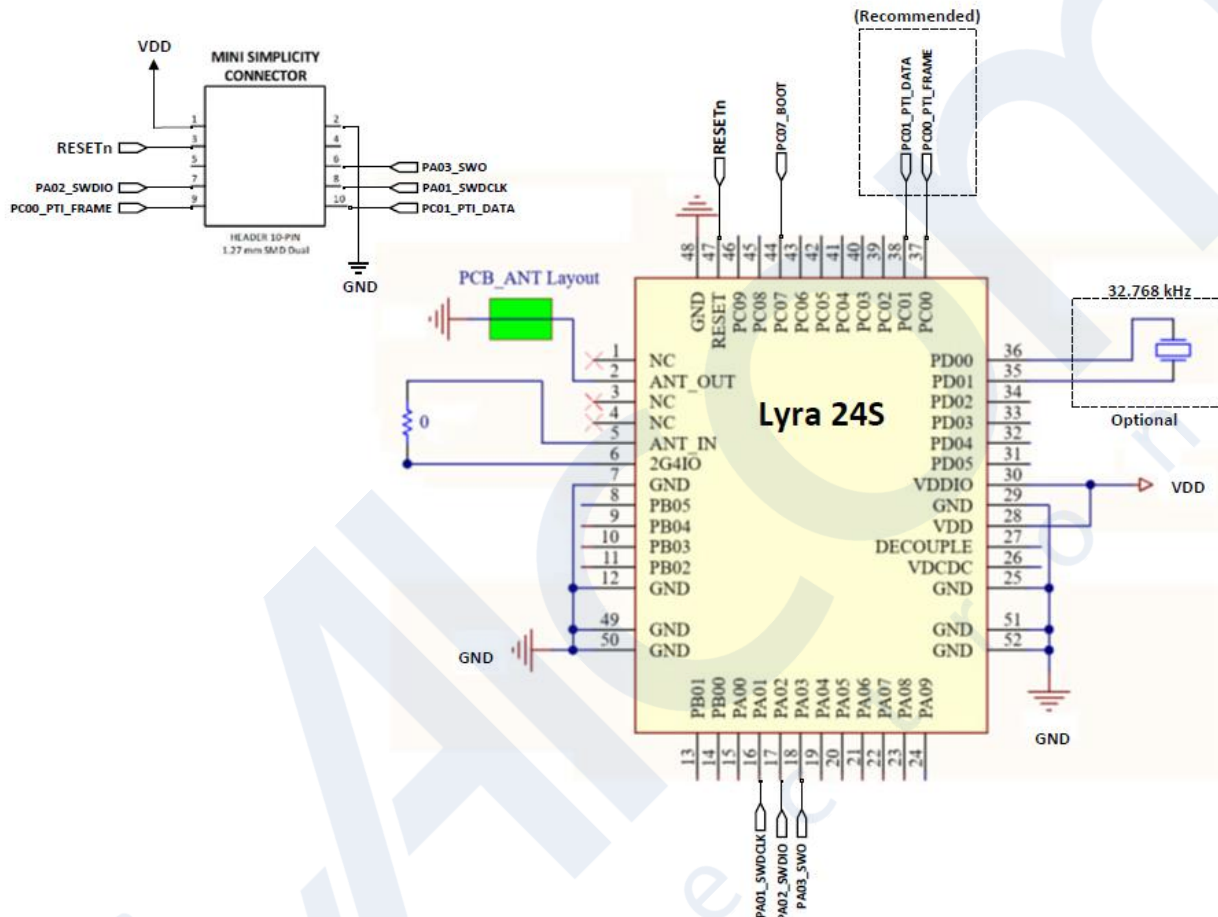 (Recommended)
VDD
MINI SIMPLICITY
CONNECTOR
1
2
3
4
5
6
7
8
9
10
RESETn
PA02_SWDIO
PC00_PTI_FRAME
PA03_SWO
PA01_SWDCLK
PC01_PTI_DATA
HEADER 10-PIN
1.27 mm SMD Dual
GND
RESETn
PC07_BOOT
PC01_PTI_DATA
PC00_PTI_FRAME
PCB_ANT Layout
48
47
46
45
44
43
42
41
40
39
38
37
GND
RESET
PC09
PC08
PC07
PC06
PC05
PC04
PC03
PC02
PC01
PC00
32.768 kHz
Optional
Lyra 24S
1 NC
2 ANT_OUT
3 NC
4 NC
5 ANT_IN
6 2G4IO
7 GND
8 PB05
9 PB04
10 PB03
11 PB02
12 GND
49 GND
50 GND
0
GND
PD00 36
PD01 35
PD02 34
PD03 33
PD04 32
PD05 31
VDDIO 30
GND 29
VDD 28
DECOUPLE 27
VDCDC 26
GND 25
GND 51
GND 52
VDD
GND
PB01
PB00
PA00
PA01
PA02
PA03
PA04
PA05
PA06
PA07
PA08
PA09
13
14
15
16
17
18
19
20
21
22
23
24
PA01_SWDCLK
PA02_SWDIO
PA03_SWO